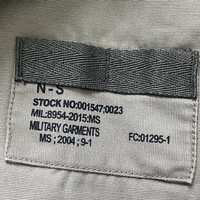 N-S
STOCK NO:001547;0023
MIL:8954-2015:MS
MILITARY GARMENTS FC:01295-1
MS ; 2004 ; 9-1